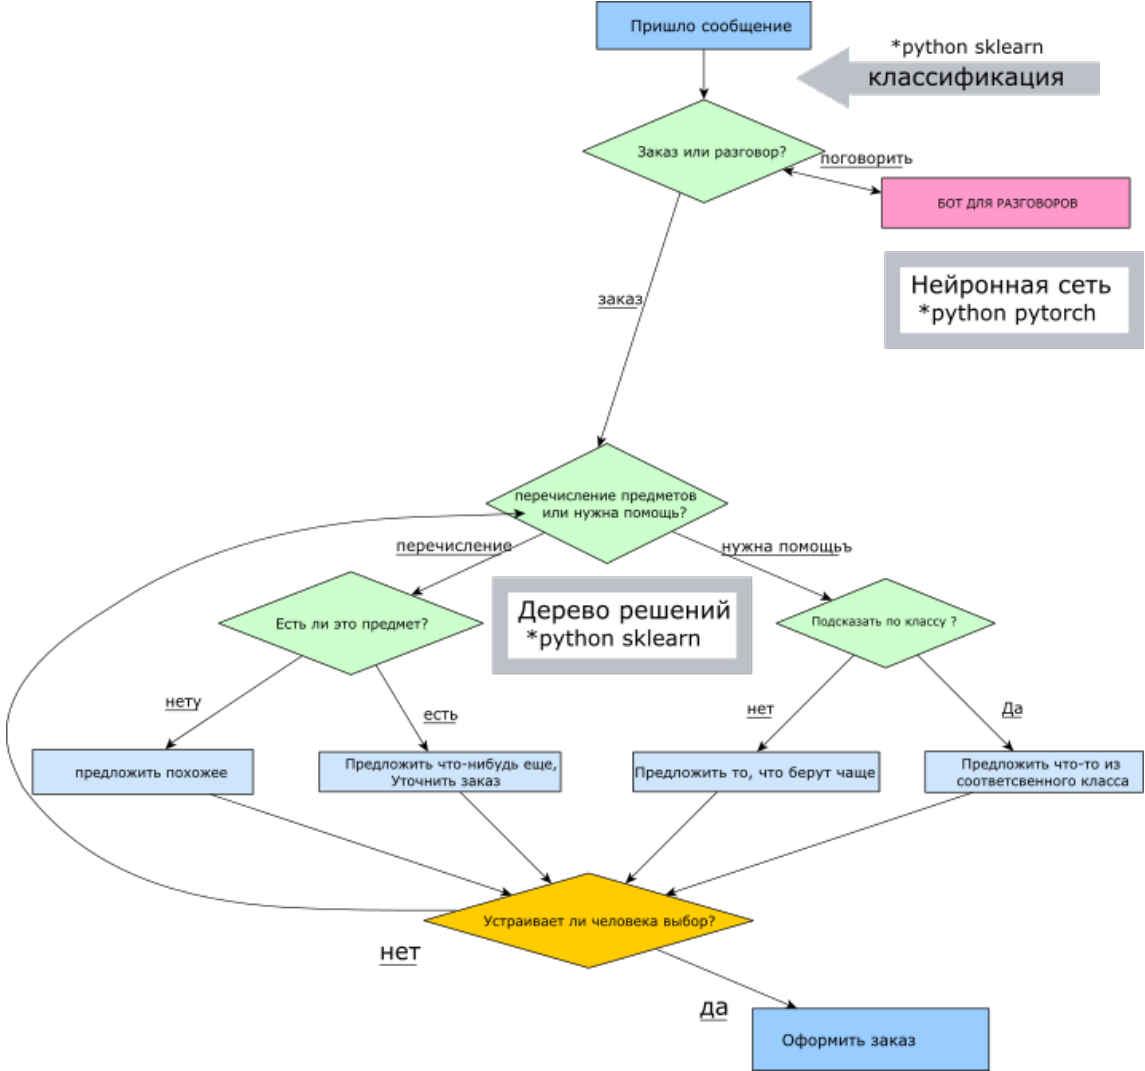 Пришло сообщение
*python sklearn
классификация
Заказ или разговор?
поговорить
БОТ ДЛЯ РАЗГОВОРОВ
Нейронная сеть
*python pytorch
заказ
перечисление предметов
или нужна помощь?
перечисление
нужна помощьъ
Дерево решений
*python sklearn
Есть ли это предмет?
Подсказать по классу ?
нету
есть
нет
Да
предложить похожее
Предложить что-нибудь еще,
Уточнить заказ
Предложить то, что берут чаще
Предложить что-то из
соответсвенного класса
Устраивает ли человека выбор?
нет
да
Оформить заказ